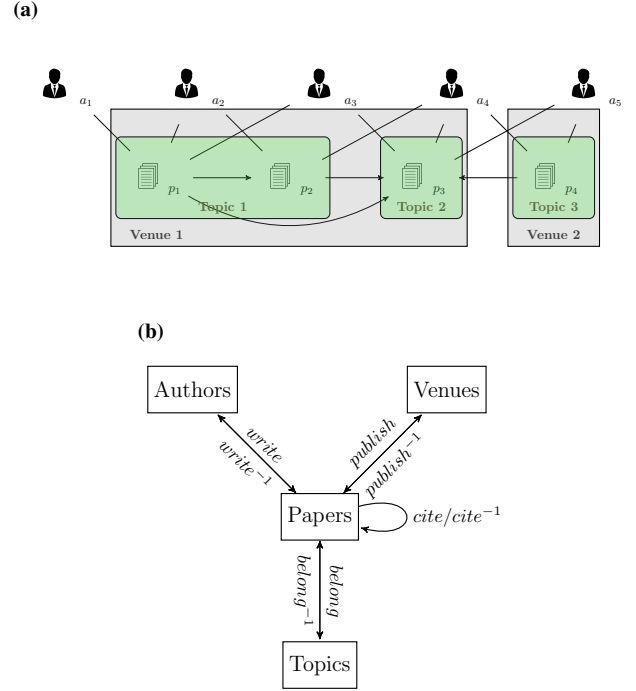 (a)
a₁ a₂ a₃ a₄ a₅
p₁ p₂ p₃ p₄
Topic 1 Topic 2 Topic 3
Venue 1 Venue 2
(b)
Authors Venues
write
write⁻¹
publish
publish⁻¹
Papers
cite/cite⁻¹
belong⁻¹
belong
Topics